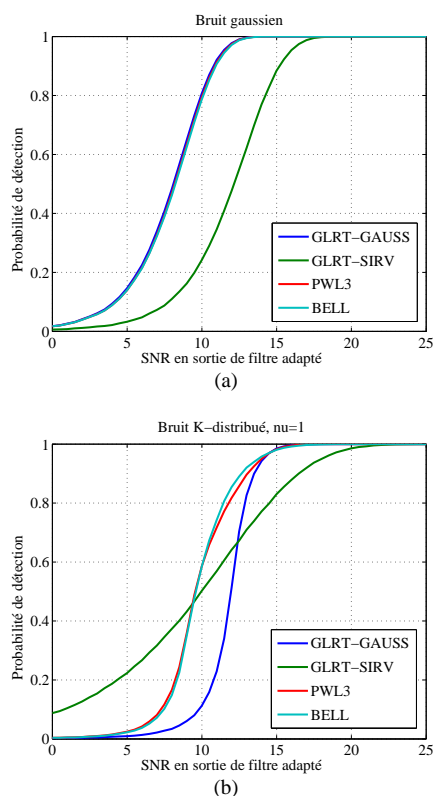 Bruit gaussien
1
0.8
0.6
0.4
0.2
0
Probabilité de détection
GLRT−GAUSS
GLRT−SIRV
PWL3
BELL
0 5 10 15 20 25
SNR en sortie de filtre adapté
(a)
Bruit K−distribué, nu=1
1
0.8
0.6
0.4
0.2
0
Probabilité de détection
GLRT−GAUSS
GLRT−SIRV
PWL3
BELL
0 5 10 15 20 25
SNR en sortie de filtre adapté
(b)